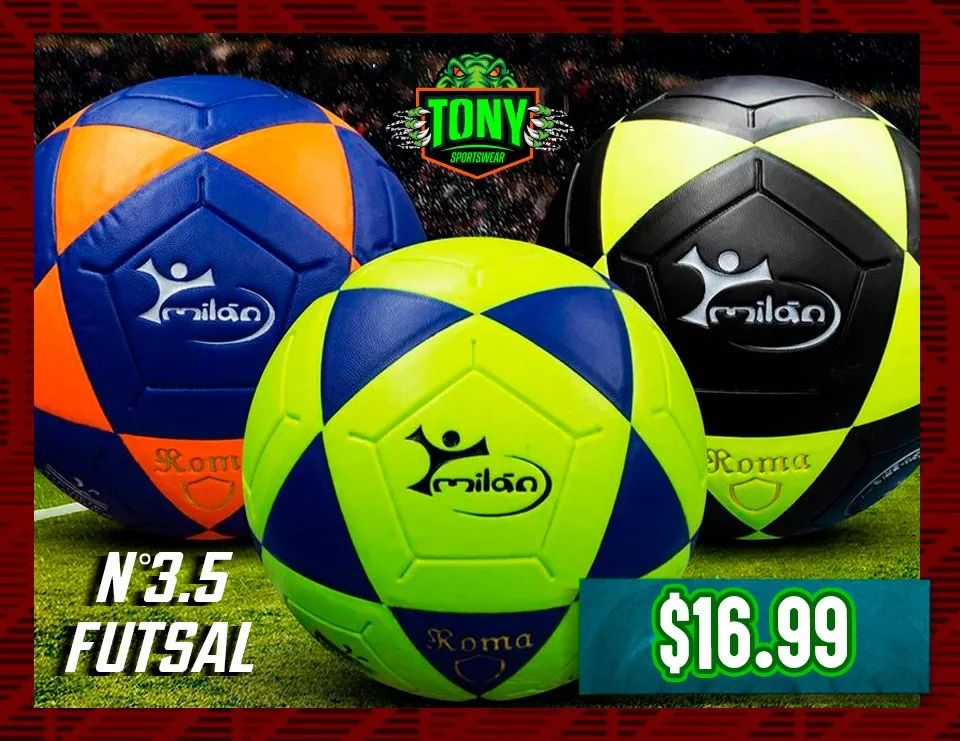 TONY
SPORTSWEAR
milán
milán
milán
Roma
Roma
Roma
N°3.5
FUTSAL
$16.99